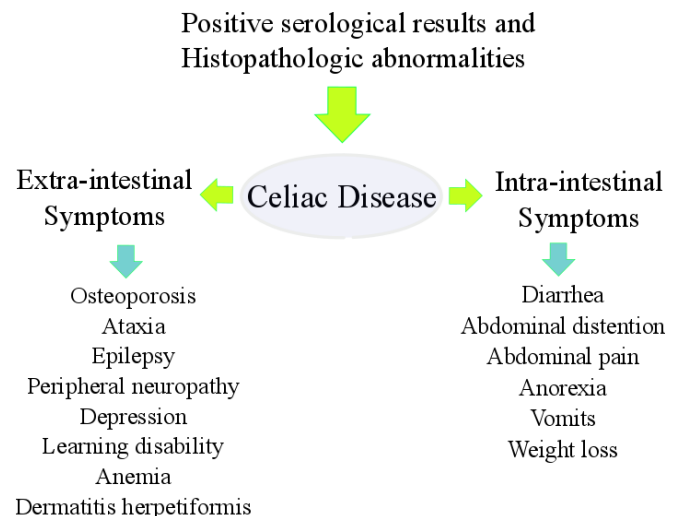 Positive serological results and
Histopathologic abnormalities
Celiac Disease
Extra-intestinal
Symptoms
Osteoporosis
Ataxia
Epilepsy
Peripheral neuropathy
Depression
Learning disability
Anemia
Dermatitis herpetiformis
Intra-intestinal
Symptoms
Diarrhea
Abdominal distention
Abdominal pain
Anorexia
Vomits
Weight loss